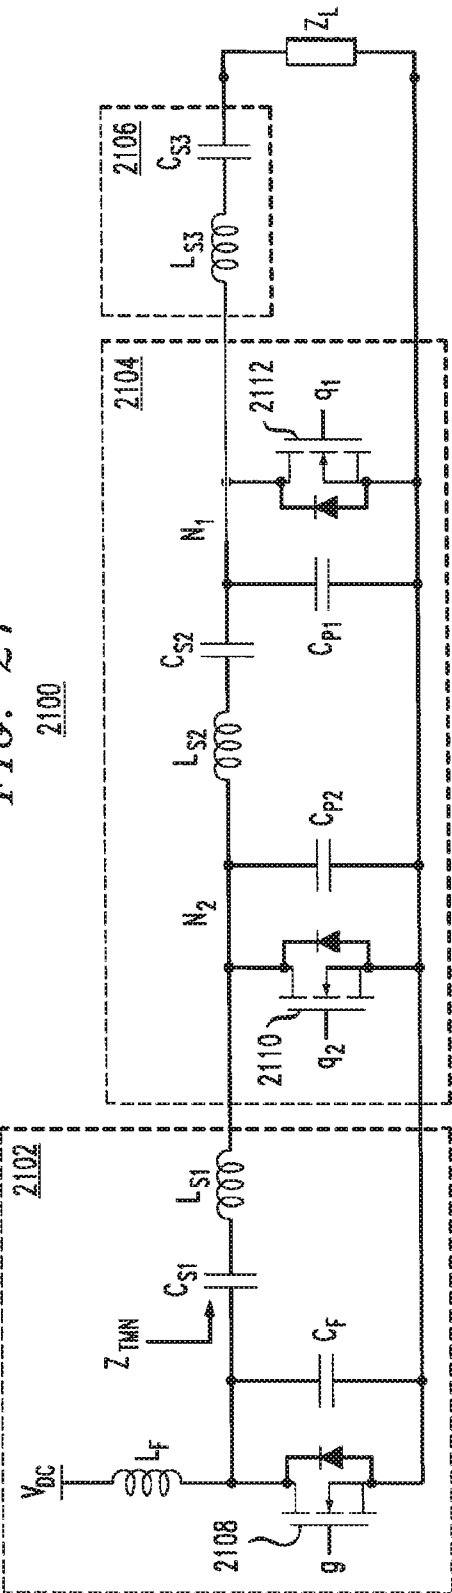 FIG. 21
2100
2102
V_DC
L_F
2108
g
C_F
Z_TMN
C_S1
L_S1
2104
N_2
2110
q_2
C_P2
L_S2
C_S2
N_1
C_P1
2112
q_1
2106
L_S3
C_S3
Z_L